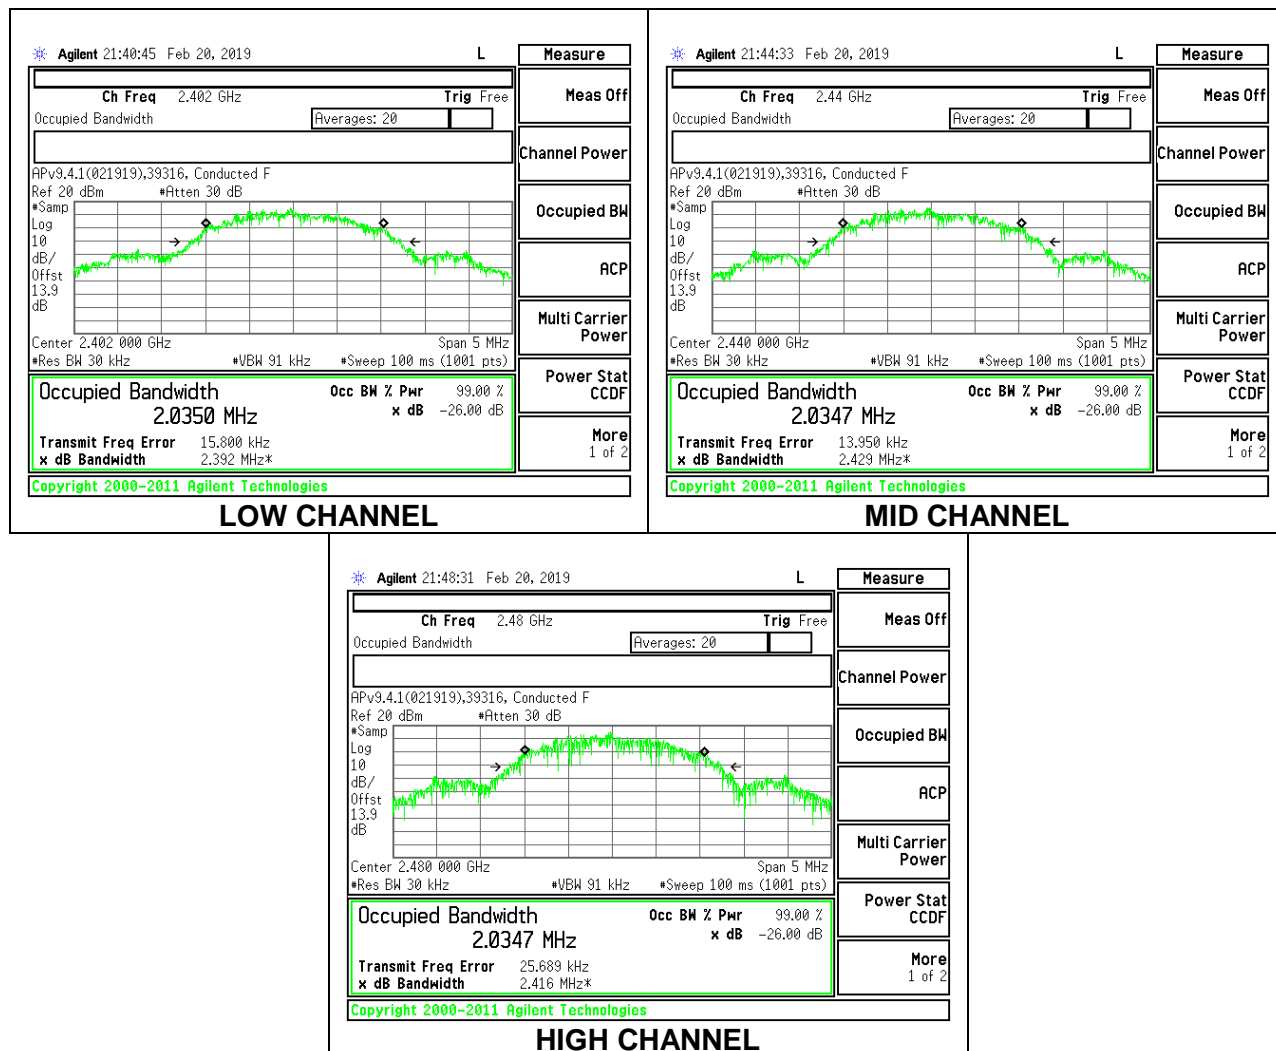 Agilent 21:40:45 Feb 20, 2019 L Measure
Ch Freq 2.402 GHz Trig Free
Occupied Bandwidth Averages: 20
APv9.4.1(021919),39316, Conducted F
Ref 20 dBm #Atten 30 dB
#Samp
Log
10
dB/
Offst
13.9
dB
Center 2.402 000 GHz Span 5 MHz
#Res BW 30 kHz #VBW 91 kHz #Sweep 100 ms (1001 pts)
Occupied Bandwidth Occ BW % Pwr 99.00 %
2.0350 MHz x dB -26.00 dB
Transmit Freq Error 15.800 kHz
x dB Bandwidth 2.392 MHz*
Copyright 2000-2011 Agilent Technologies
Meas Off
Channel Power
Occupied BW
ACP
Multi Carrier
Power
Power Stat
CCDF
More
1 of 2
LOW CHANNEL
Agilent 21:44:33 Feb 20, 2019 L Measure
Ch Freq 2.44 GHz Trig Free
Occupied Bandwidth Averages: 20
APv9.4.1(021919),39316, Conducted F
Ref 20 dBm #Atten 30 dB
#Samp
Log
10
dB/
Offst
13.9
dB
Center 2.440 000 GHz Span 5 MHz
#Res BW 30 kHz #VBW 91 kHz #Sweep 100 ms (1001 pts)
Occupied Bandwidth Occ BW % Pwr 99.00 %
2.0347 MHz x dB -26.00 dB
Transmit Freq Error 13.950 kHz
x dB Bandwidth 2.429 MHz*
Copyright 2000-2011 Agilent Technologies
Meas Off
Channel Power
Occupied BW
ACP
Multi Carrier
Power
Power Stat
CCDF
More
1 of 2
MID CHANNEL
Agilent 21:48:31 Feb 20, 2019 L Measure
Ch Freq 2.48 GHz Trig Free
Occupied Bandwidth Averages: 20
APv9.4.1(021919),39316, Conducted F
Ref 20 dBm #Atten 30 dB
#Samp
Log
10
dB/
Offst
13.9
dB
Center 2.480 000 GHz Span 5 MHz
#Res BW 30 kHz #VBW 91 kHz #Sweep 100 ms (1001 pts)
Occupied Bandwidth Occ BW % Pwr 99.00 %
2.0347 MHz x dB -26.00 dB
Transmit Freq Error 25.689 kHz
x dB Bandwidth 2.416 MHz*
Copyright 2000-2011 Agilent Technologies
Meas Off
Channel Power
Occupied BW
ACP
Multi Carrier
Power
Power Stat
CCDF
More
1 of 2
HIGH CHANNEL